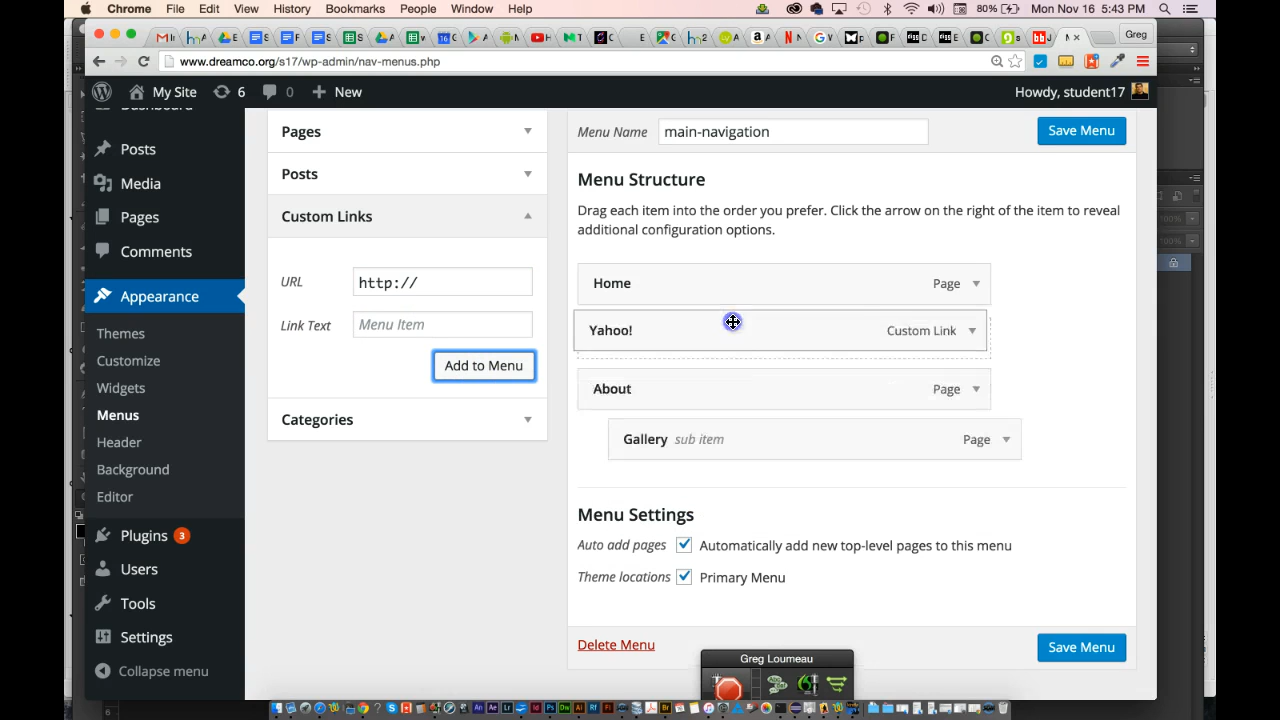 Chrome File Edit View History Bookmarks People Window Help 80% Mon Nov 16 5:43 PM
Greg
www.dreamco.org/s17/wp-admin/nav-menus.php
My Site 6 0 New Howdy, student17
Posts
Media
Pages
Comments
Appearance
Themes
Customize
Widgets
Menus
Header
Background
Editor
Plugins 3
Users
Tools
Settings
Collapse menu
Pages
Posts
Custom Links
URL http://
Link Text Menu Item
Add to Menu
Categories
Menu Name main-navigation Save Menu
Menu Structure
Drag each item into the order you prefer. Click the arrow on the right of the item to reveal
additional configuration options.
Home Page
Yahoo! Custom Link
About Page
Gallery sub item Page
Menu Settings
Auto add pages Automatically add new top-level pages to this menu
Theme locations Primary Menu
Delete Menu Save Menu
Greg Loumeau